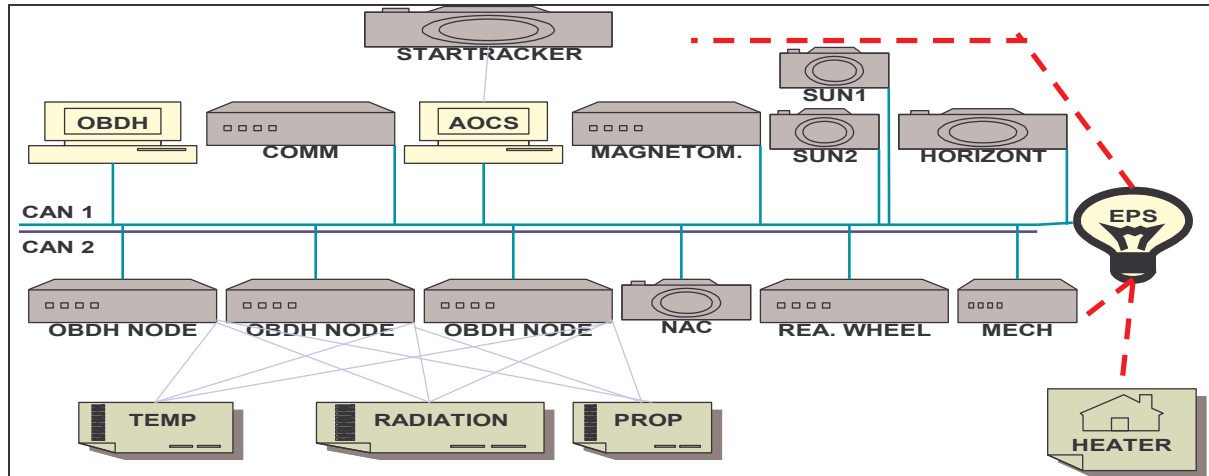 STARTRACKER
SUN1
OBDH
COMM
AOCS
MAGNETOM.
SUN2
HORIZONT
CAN 1
EPS
CAN 2
OBDH NODE
OBDH NODE
OBDH NODE
NAC
REA. WHEEL
MECH
TEMP
RADIATION
PROP
HEATER